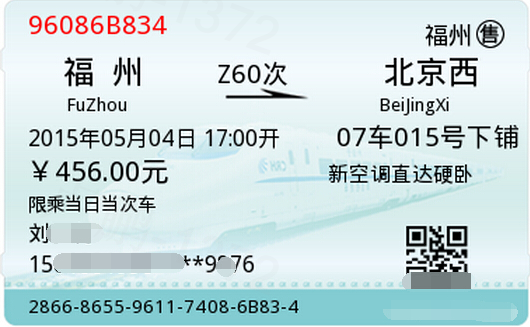 96086B834
福州 售
福州 Z60次 北京西
FuZhou BeiJingXi
2015年05月04日 17:00开 07车015号下铺
￥456.00元 新空调直达硬卧
限乘当日当次车
刘
15 **9 76
2866-8655-9611-7408-6B83-4